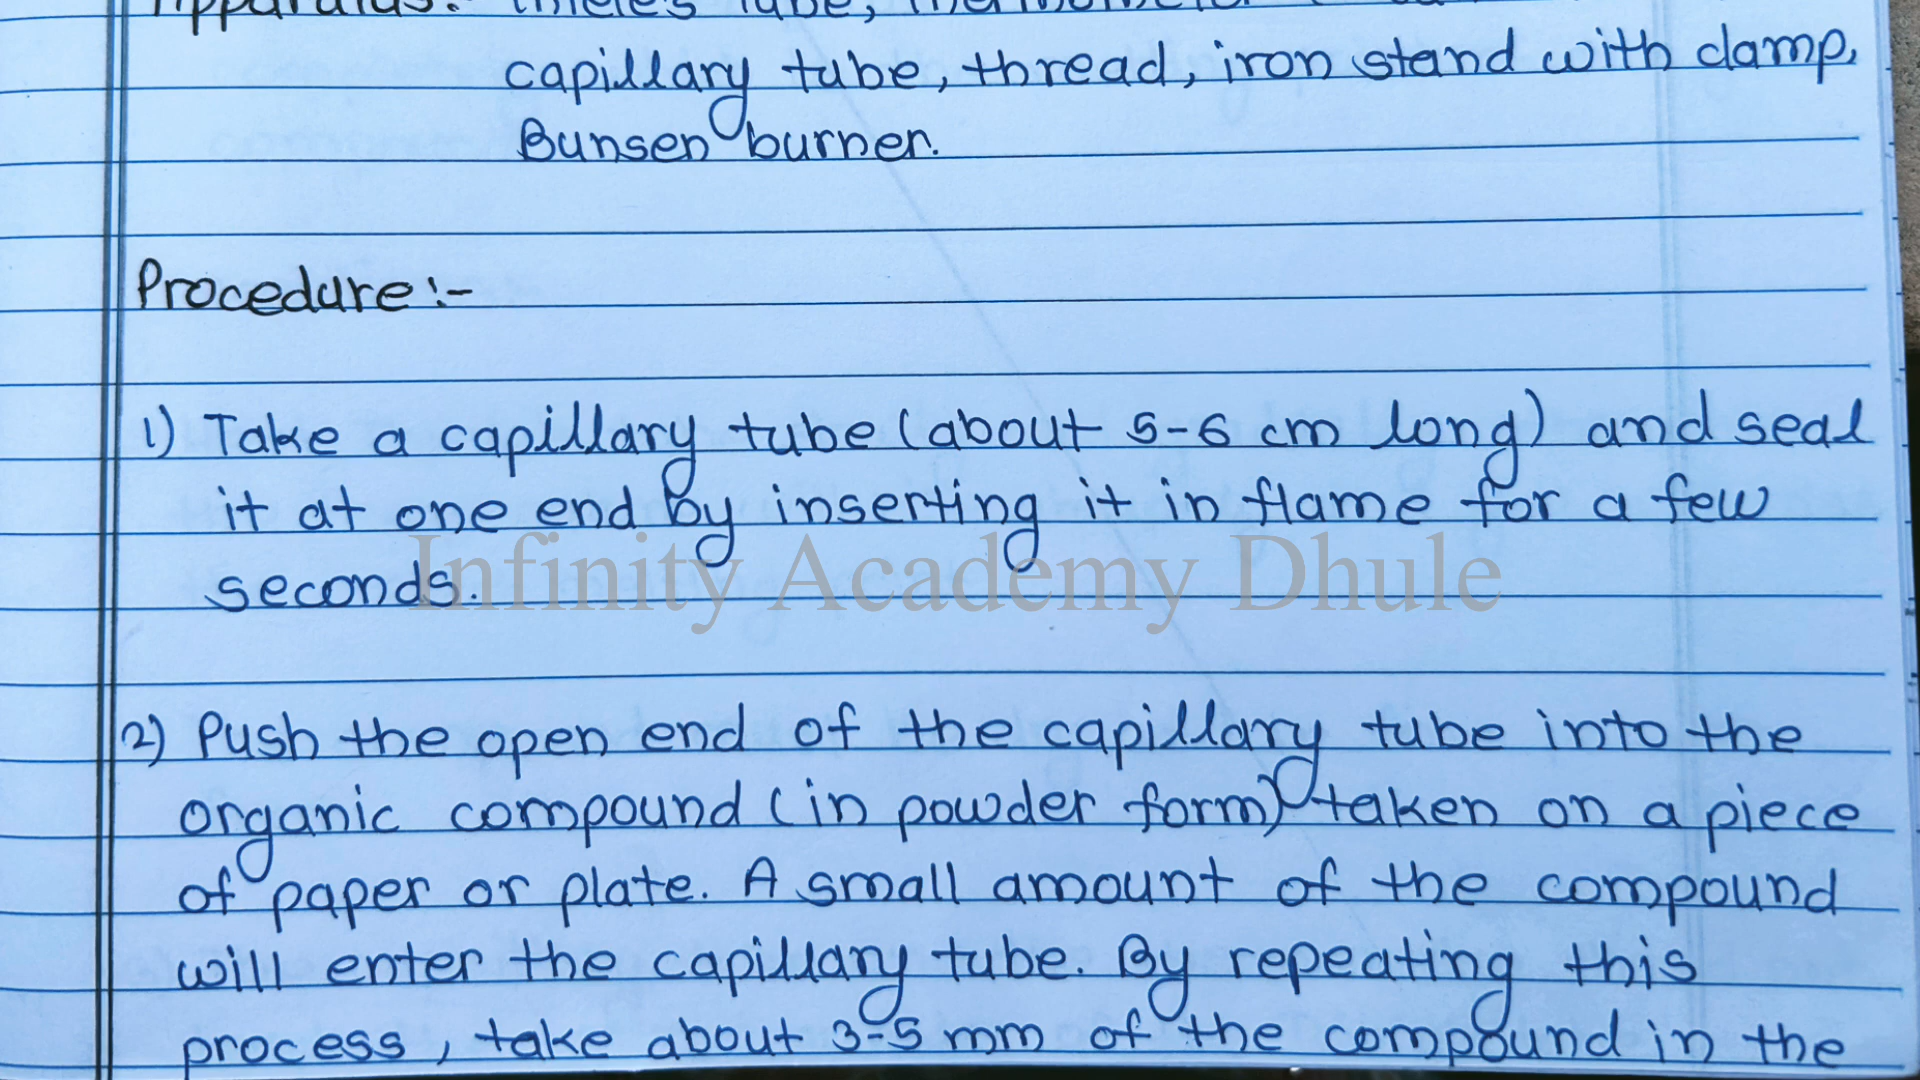 Apparatus:- Thiele's tube, thermometer
capillary tube, thread, iron stand with clamp,
Bunsen burner.
Procedure :-
1) Take a capillary tube (about 5-6 cm long) and seal
it at one end by inserting it in flame for a few
seconds.
Infinity Academy Dhule
2) Push the open end of the capillary tube into the
organic compound (in powder form) taken on a piece
of paper or plate. A small amount of the compound
will enter the capillary tube. By repeating this
process, take about 3-5 mm of the compound in the